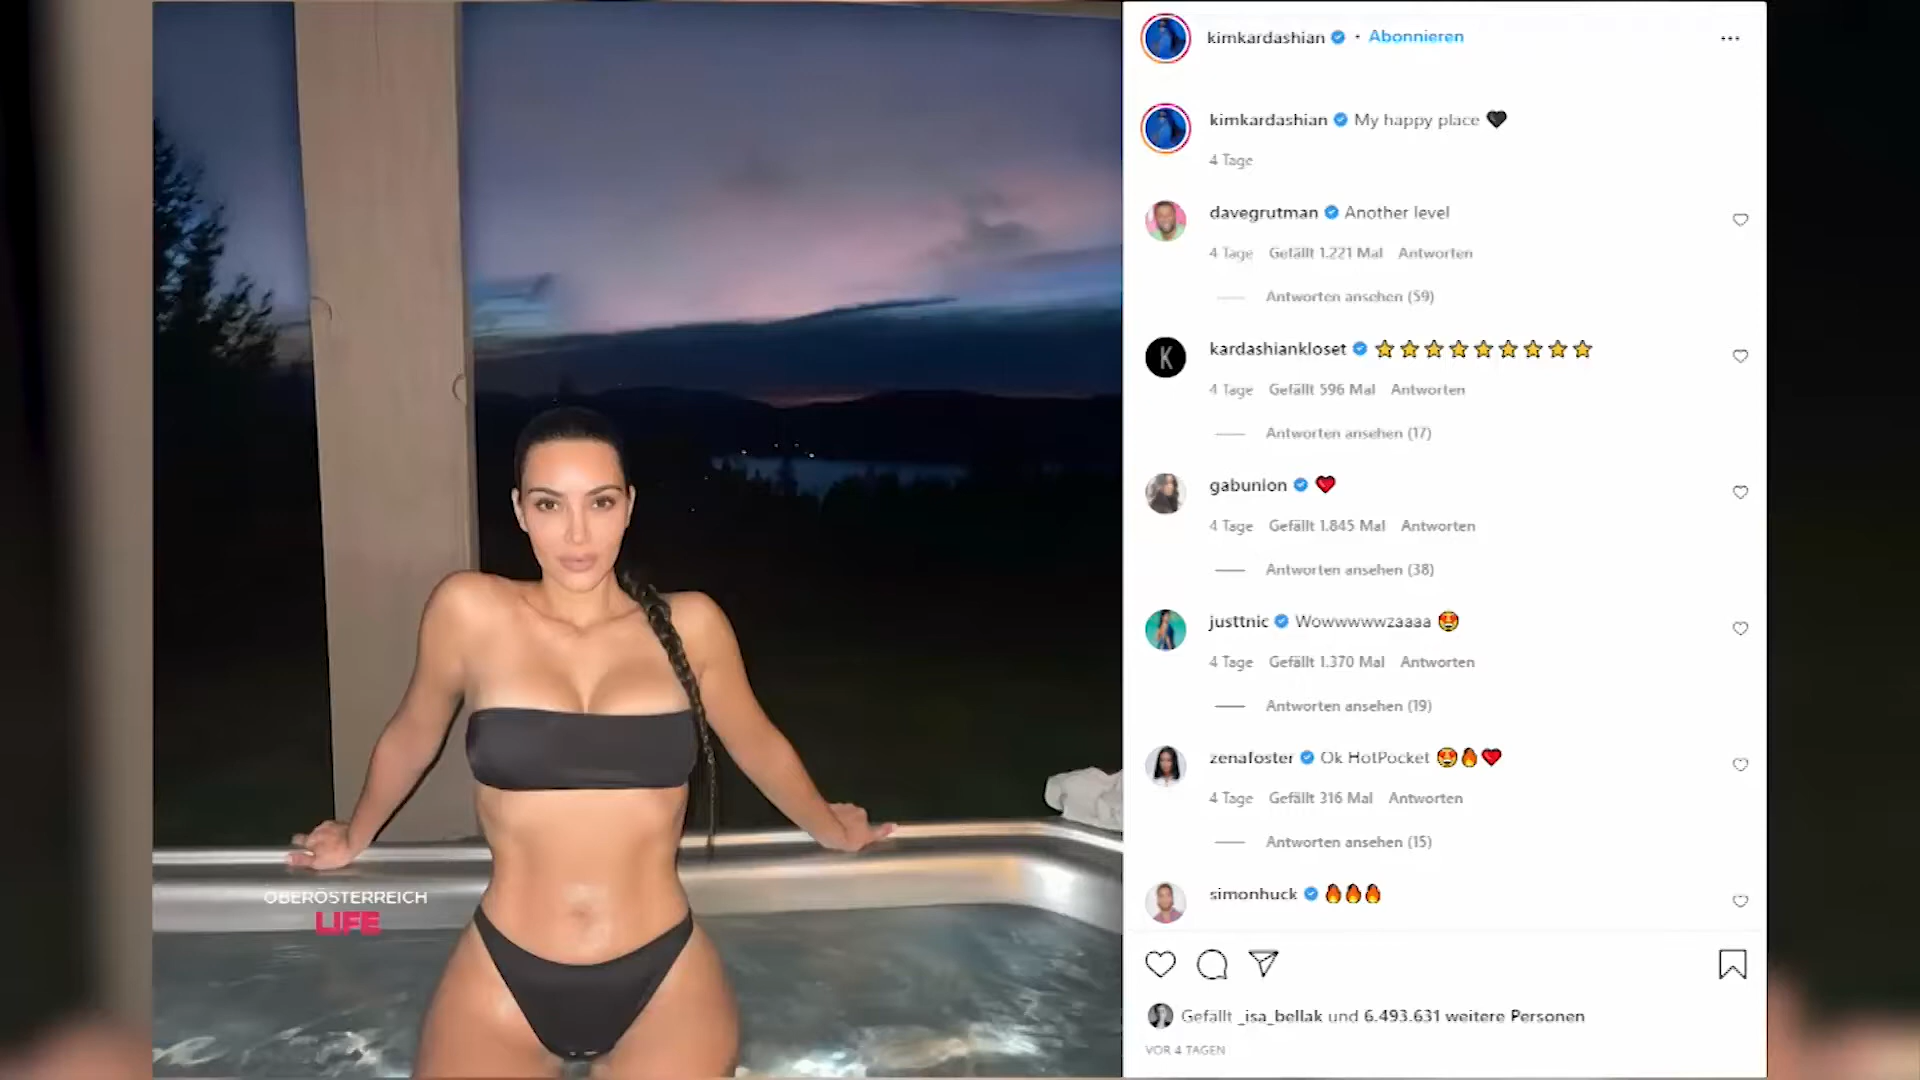 kimkardashian • Abonnieren
kimkardashian My happy place 🖤
4 Tage
davegrutman Another level
4 Tage Gefällt 1.221 Mal Antworten
Antworten ansehen (59)
K
kardashiankloset ⭐⭐⭐⭐⭐⭐⭐⭐⭐
4 Tage Gefällt 596 Mal Antworten
Antworten ansehen (17)
gabunion ❤️
4 Tage Gefällt 1.845 Mal Antworten
Antworten ansehen (38)
justtnic Wowwwwwzaaaa 🤩
4 Tage Gefällt 1.370 Mal Antworten
Antworten ansehen (19)
zenafoster Ok HotPocket 😍🔥❤️
4 Tage Gefällt 316 Mal Antworten
Antworten ansehen (15)
simonhuck 🔥🔥🔥
Gefällt _isa_bellak und 6.493.631 weitere Personen
VOR 4 TAGEN
OBERÖSTERREICH
LIFE